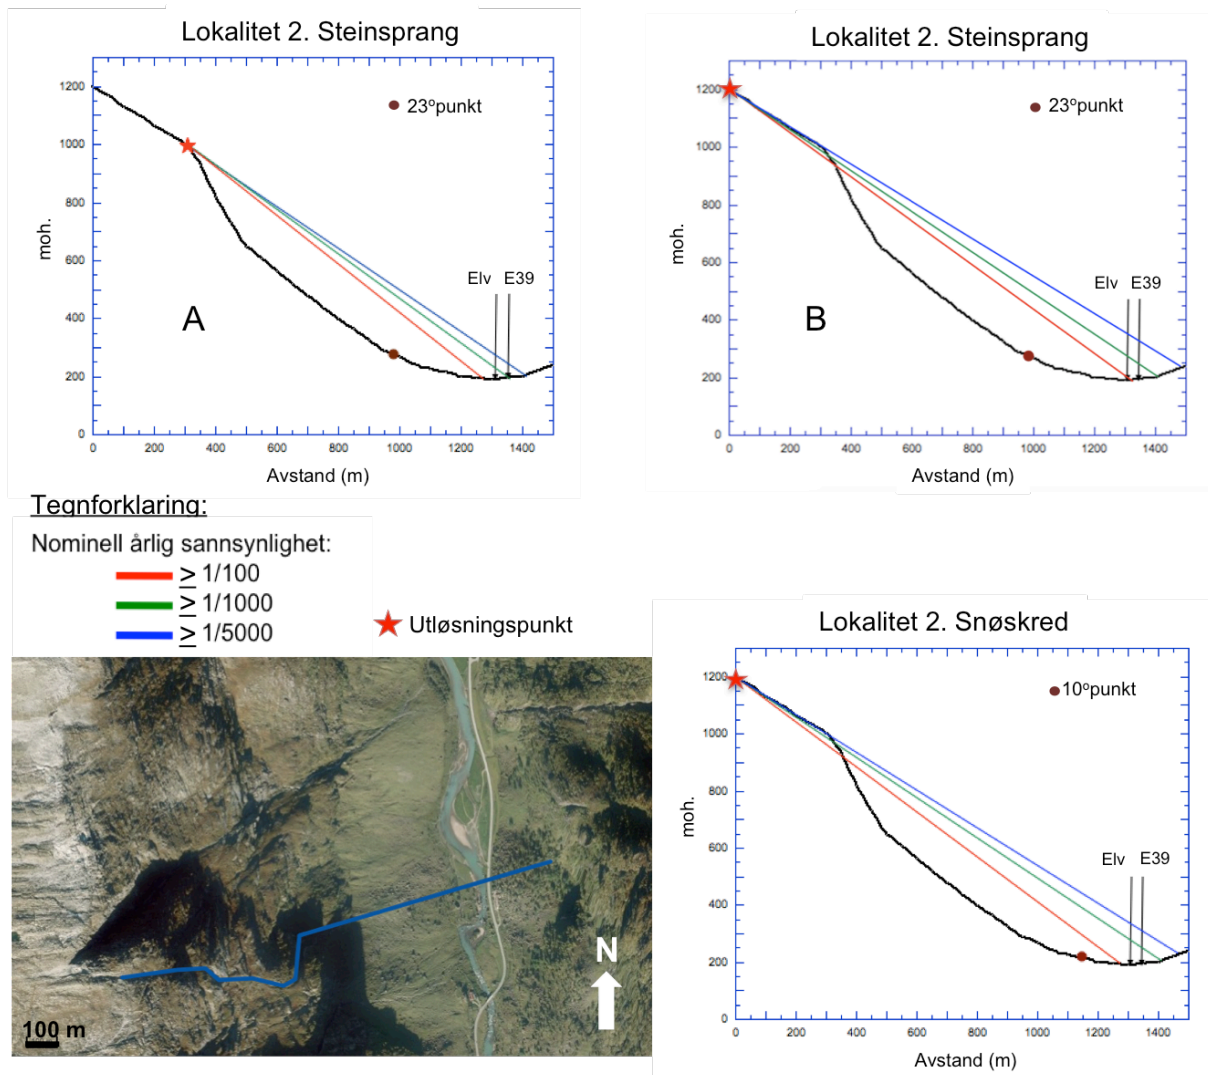 Lokalitet 2. Steinsprang
1200
1000
800
600
400
200
0
moh.
23°punkt
A
Elv E39
0 200 400 600 800 1000 1200 1400
Avstand (m)
Lokalitet 2. Steinsprang
1200
1000
800
600
400
200
0
moh.
23°punkt
B
Elv E39
0 200 400 600 800 1000 1200 1400
Avstand (m)
Tegnforklaring:
Nominell årlig sannsynlighet:
≥ 1/100
≥ 1/1000
≥ 1/5000
Utløsningspunkt
N
100 m
Lokalitet 2. Snøskred
1200
1000
800
600
400
200
0
moh.
10°punkt
Elv E39
0 200 400 600 800 1000 1200 1400
Avstand (m)